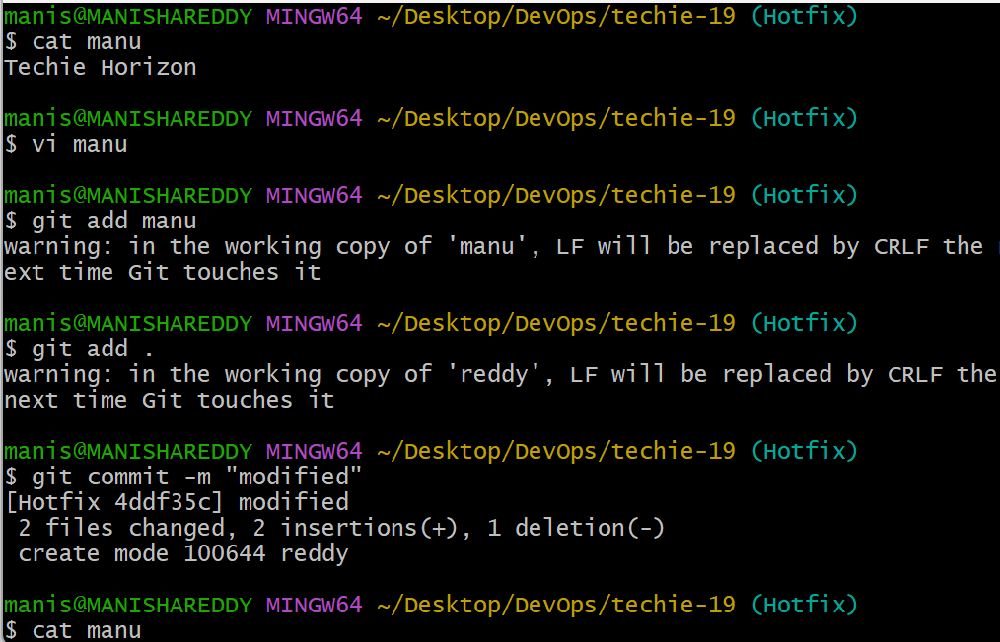 manis@MANISHAREDDY MINGW64 ~/Desktop/DevOps/techie-19 (Hotfix)
$ cat manu
Techie Horizon
manis@MANISHAREDDY MINGW64 ~/Desktop/DevOps/techie-19 (Hotfix)
$ vi manu
manis@MANISHAREDDY MINGW64 ~/Desktop/DevOps/techie-19 (Hotfix)
$ git add manu
warning: in the working copy of 'manu', LF will be replaced by CRLF the
ext time Git touches it
manis@MANISHAREDDY MINGW64 ~/Desktop/DevOps/techie-19 (Hotfix)
$ git add .
warning: in the working copy of 'reddy', LF will be replaced by CRLF the
next time Git touches it
manis@MANISHAREDDY MINGW64 ~/Desktop/DevOps/techie-19 (Hotfix)
$ git commit -m "modified"
[Hotfix 4ddf35c] modified
 2 files changed, 2 insertions(+), 1 deletion(-)
 create mode 100644 reddy
manis@MANISHAREDDY MINGW64 ~/Desktop/DevOps/techie-19 (Hotfix)
$ cat manu